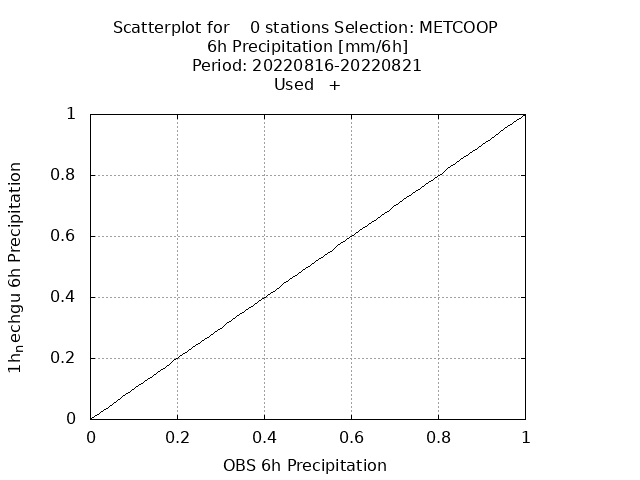 Scatterplot for 0 stations Selection: METCOOP
6h Precipitation [mm/6h]
Period: 20220816-20220821
Used +
1
0.8
0.6
0.4
0.2
0
0 0.2 0.4 0.6 0.8 1
1hnechgu 6h Precipitation
OBS 6h Precipitation